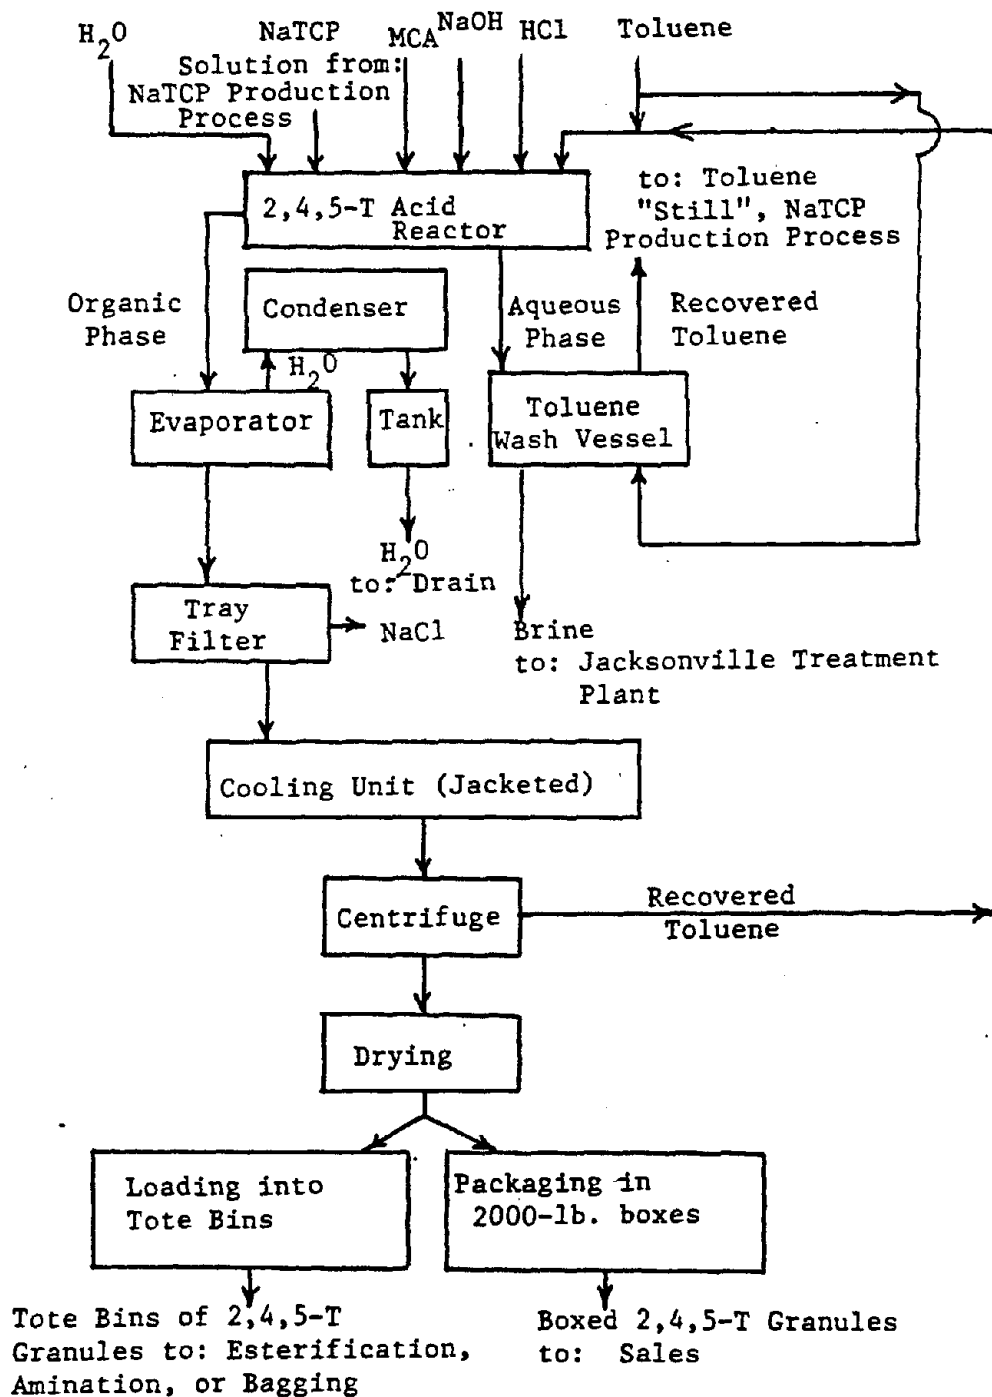 H2O
NaTCP
Solution from:
NaTCP Production
Process
MCA
NaOH
HCl
Toluene
2,4,5-T Acid
Reactor
to: Toluene
"Still", NaTCP
Production Process
Organic
Phase
Condenser
Aqueous
Phase
Recovered
Toluene
H2O
Evaporator
Tank
Toluene
Wash Vessel
H2O
to: Drain
Tray
Filter
NaCl
Brine
to: Jacksonville Treatment
Plant
Cooling Unit (Jacketed)
Centrifuge
Recovered
Toluene
Drying
Loading into
Tote Bins
Packaging in
2000-lb. boxes
Tote Bins of 2,4,5-T
Granules to: Esterification,
Amination, or Bagging
Boxed 2,4,5-T Granules
to: Sales